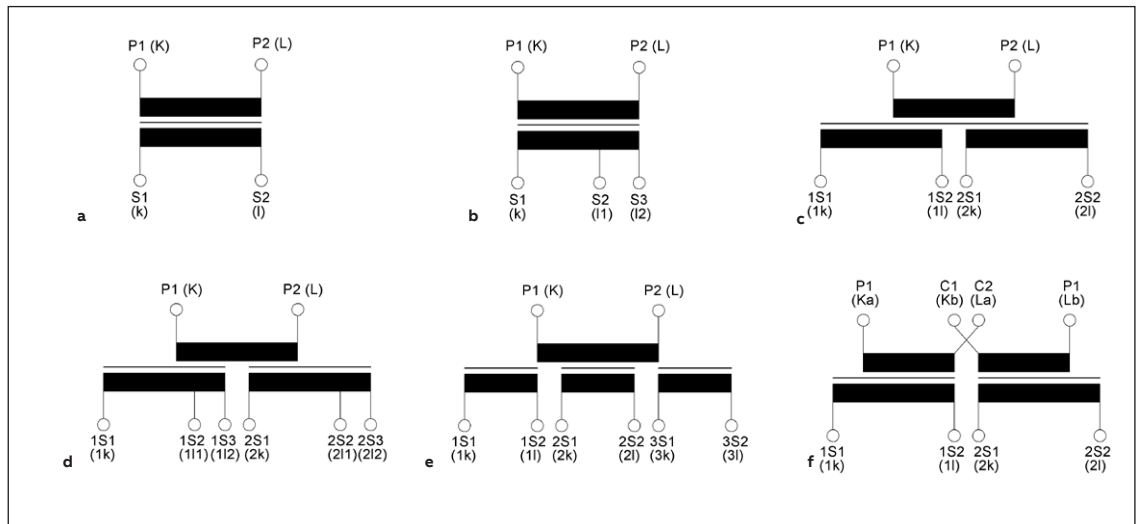 P1 (K) P2 (L)
S1 S2
(k) (l)
a
P1 (K) P2 (L)
S1 S2 S3
(k) (l1) (l2)
b
P1 (K) P2 (L)
1S1 1S2 2S1 2S2
(1k) (1l) (2k) (2l)
c
P1 (K) P2 (L)
1S1 1S2 1S3 2S1 2S2 2S3
(1k) (1l1) (1l2) (2k) (2l1) (2l2)
d
P1 (K) P2 (L)
1S1 1S2 2S1 2S2 3S1 3S2
(1k) (1l) (2k) (2l) (3k) (3l)
e
P1 C1 C2 P1
(Ka) (Kb) (La) (Lb)
1S1 1S2 2S1 2S2
(1k) (1l) (2k) (2l)
f